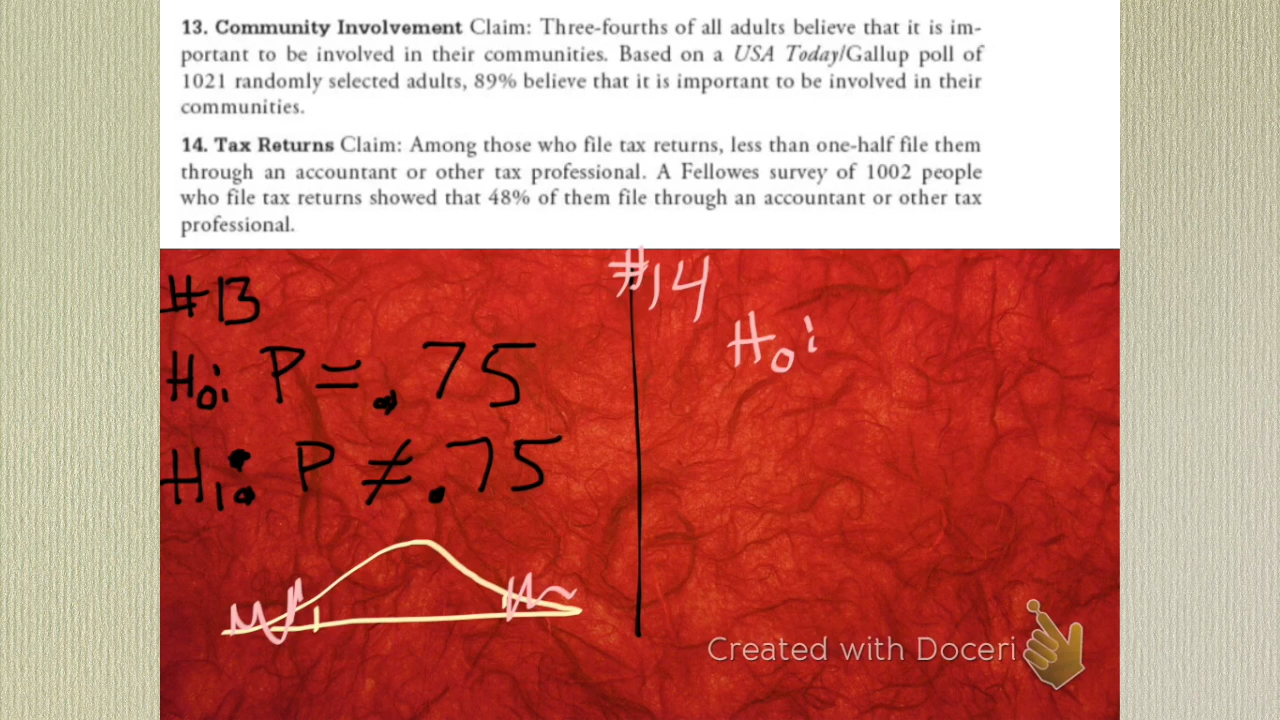 13. Community Involvement Claim: Three-fourths of all adults believe that it is im-
portant to be involved in their communities. Based on a USA Today/Gallup poll of
1021 randomly selected adults, 89% believe that it is important to be involved in their
communities.
14. Tax Returns Claim: Among those who file tax returns, less than one-half file them
through an accountant or other tax professional. A Fellowes survey of 1002 people
who file tax returns showed that 48% of them file through an accountant or other tax
professional.
#13
H0: P = .75
H1: P ≠ .75
#14
H0:
Created with Doceri